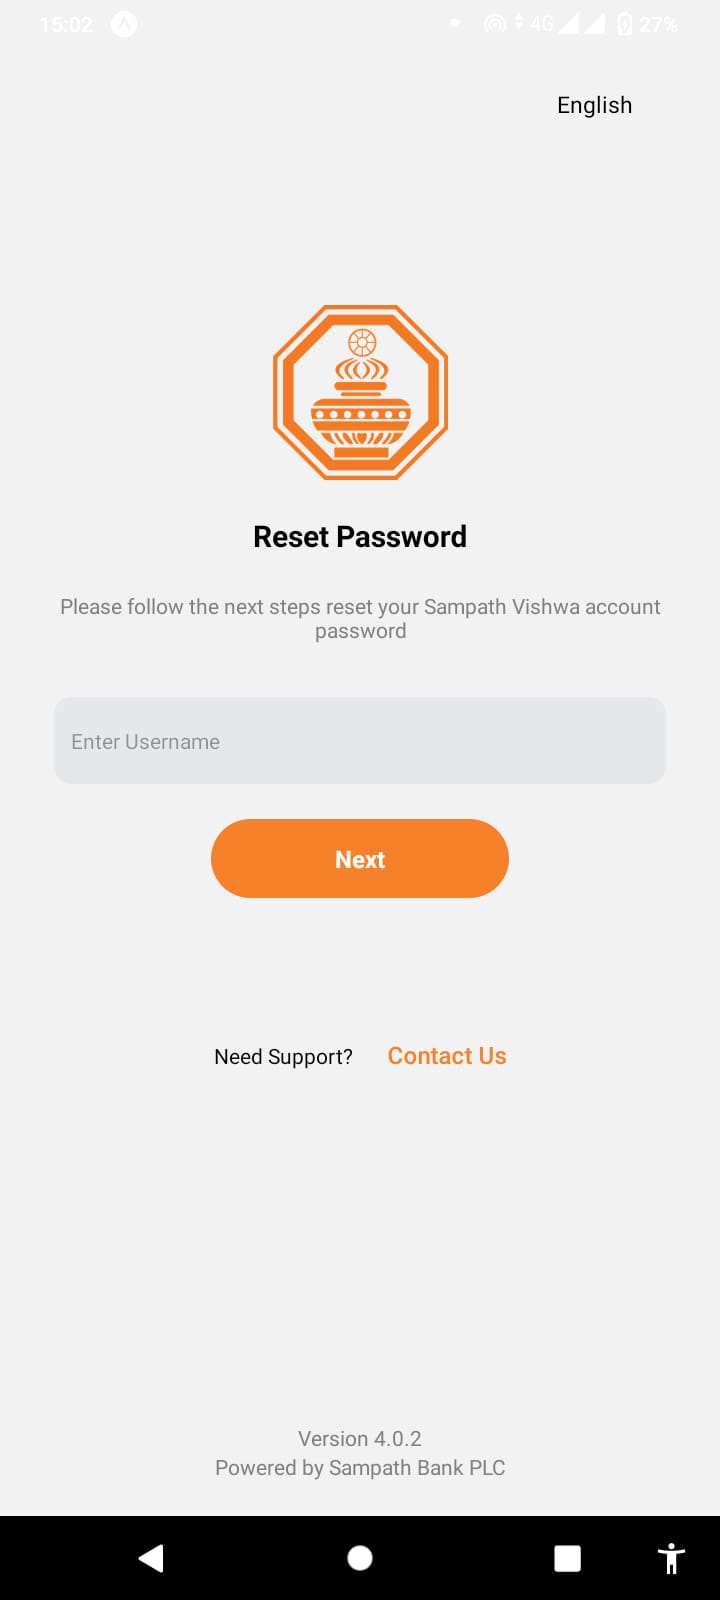 15:02 4G 27%
English
Reset Password
Please follow the next steps reset your Sampath Vishwa account
password
Enter Username
Next
Need Support? Contact Us
Version 4.0.2
Powered by Sampath Bank PLC